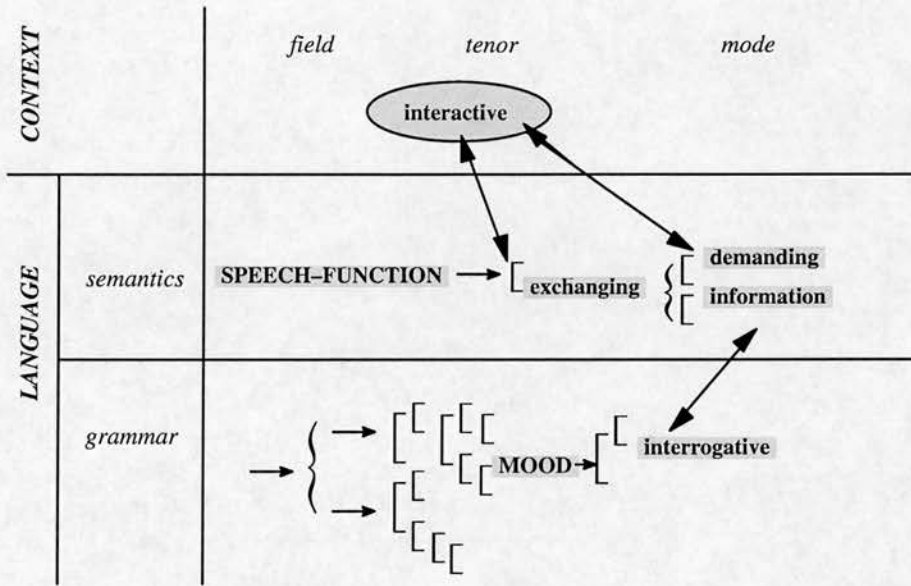 field tenor mode
CONTEXT
interactive
LANGUAGE
semantics SPEECH–FUNCTION exchanging demanding
information
grammar MOOD interrogative